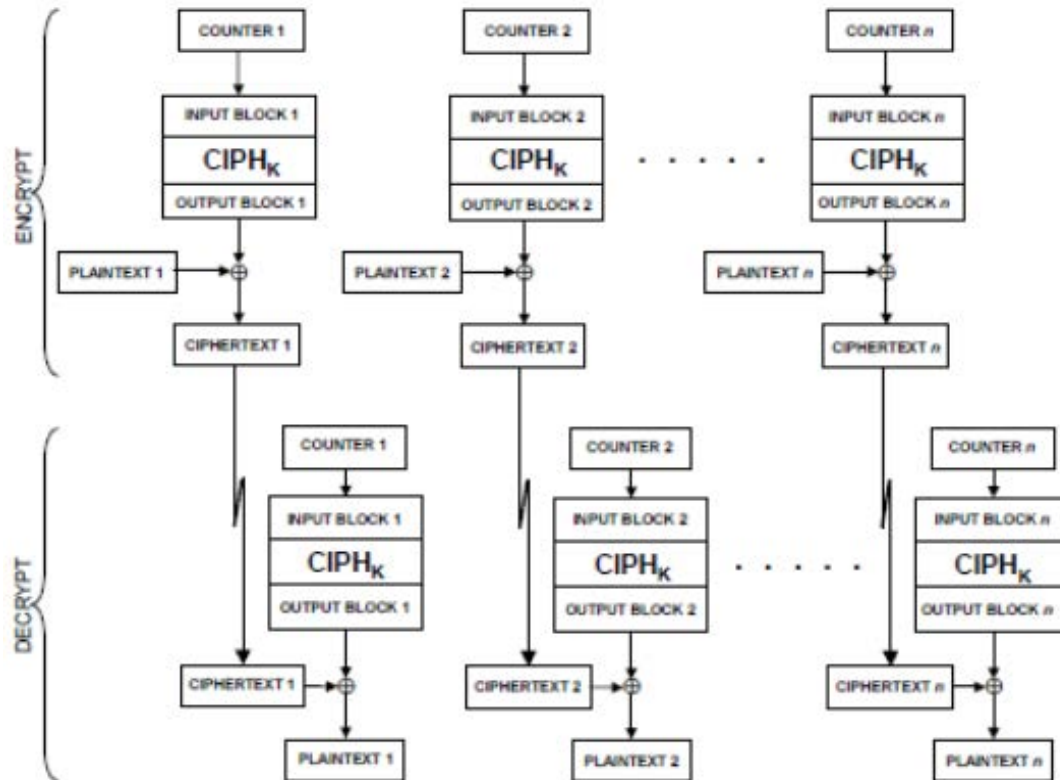 ENCRYPT
COUNTER 1
COUNTER 2
COUNTER n
INPUT BLOCK 1
INPUT BLOCK 2
INPUT BLOCK n
CIPHK
CIPHK
CIPHK
OUTPUT BLOCK 1
OUTPUT BLOCK 2
OUTPUT BLOCK n
PLAINTEXT 1
PLAINTEXT 2
PLAINTEXT n
CIPHERTEXT 1
CIPHERTEXT 2
CIPHERTEXT n
DECRYPT
COUNTER 1
COUNTER 2
COUNTER n
INPUT BLOCK 1
INPUT BLOCK 2
INPUT BLOCK n
CIPHK
CIPHK
CIPHK
OUTPUT BLOCK 1
OUTPUT BLOCK 2
OUTPUT BLOCK n
CIPHERTEXT 1
CIPHERTEXT 2
CIPHERTEXT n
PLAINTEXT 1
PLAINTEXT 2
PLAINTEXT n